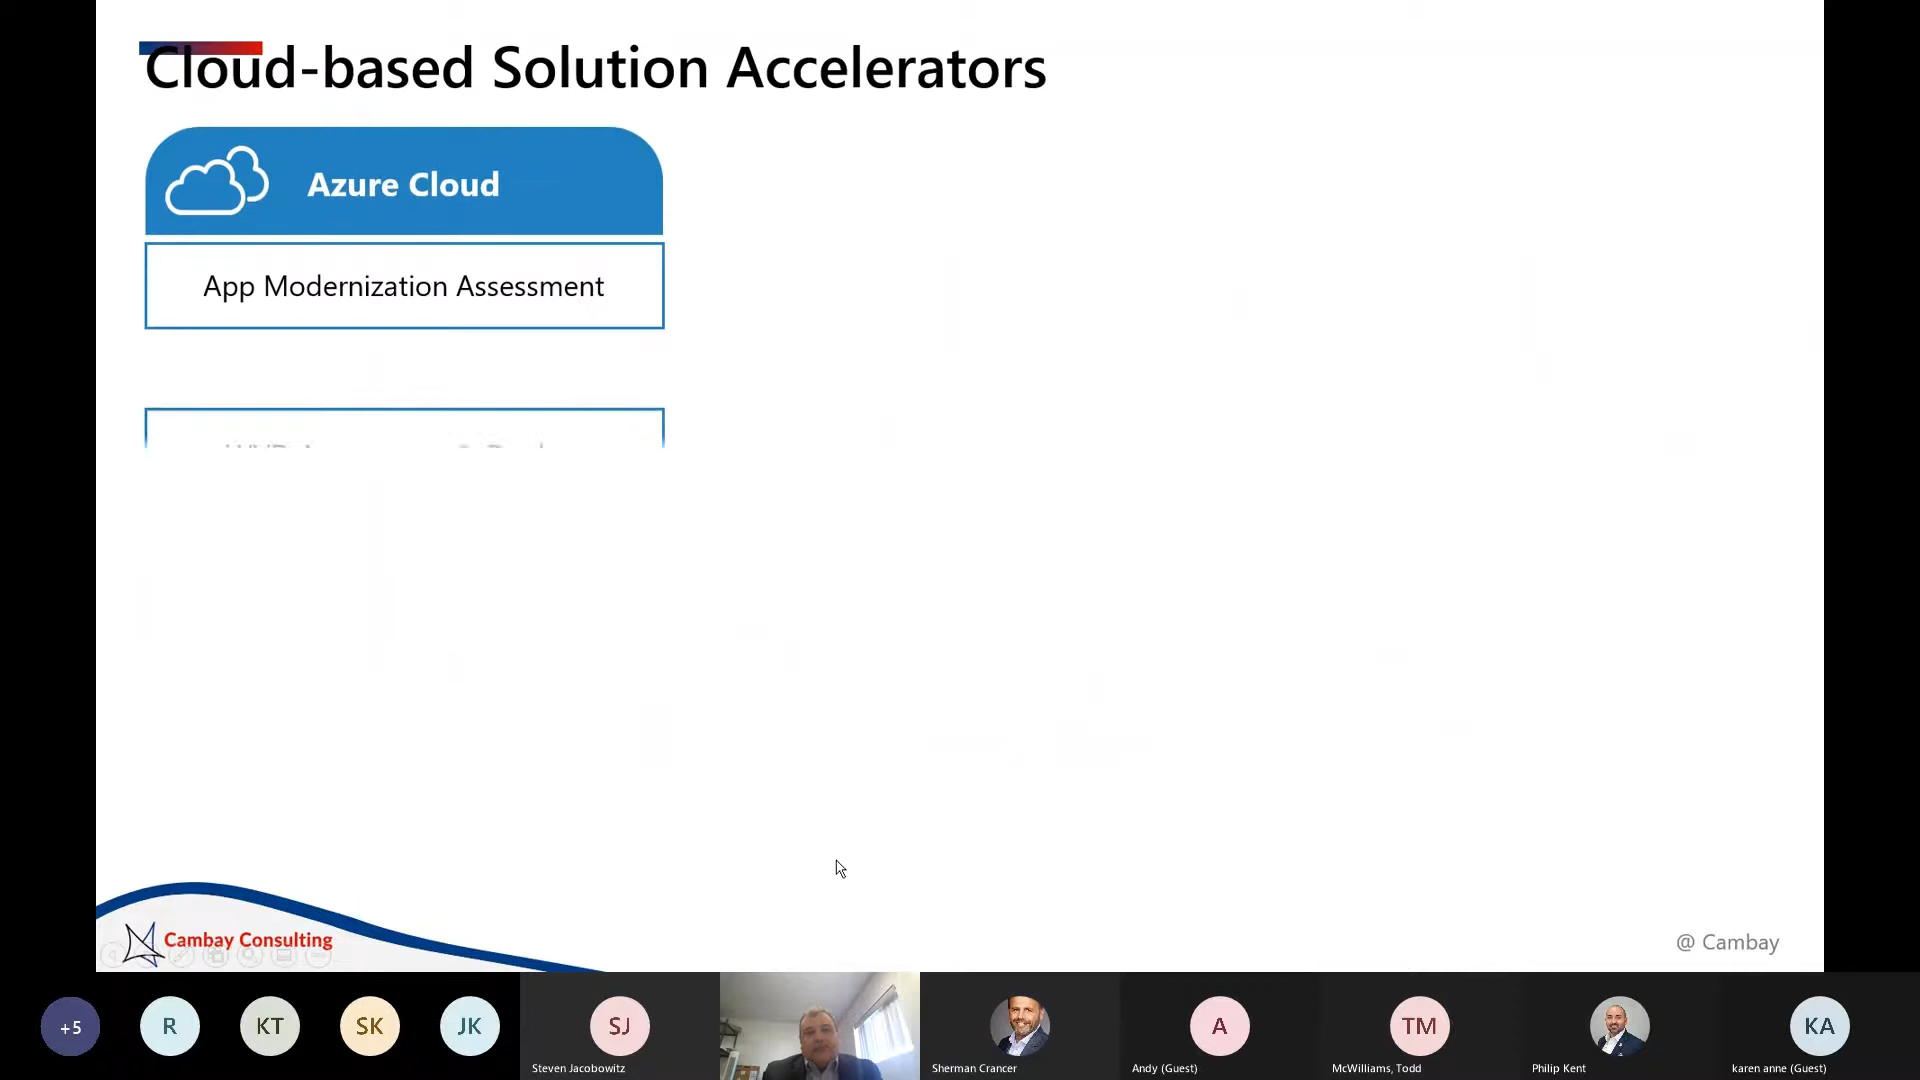 Cloud-based Solution Accelerators
Azure Cloud
App Modernization Assessment
Cambay Consulting
@ Cambay
+5
R
KT
SK
JK
SJ
A
TM
KA
Steven Jacobowitz
Sherman Crancer
Andy (Guest)
McWilliams, Todd
Philip Kent
karen anne (Guest)